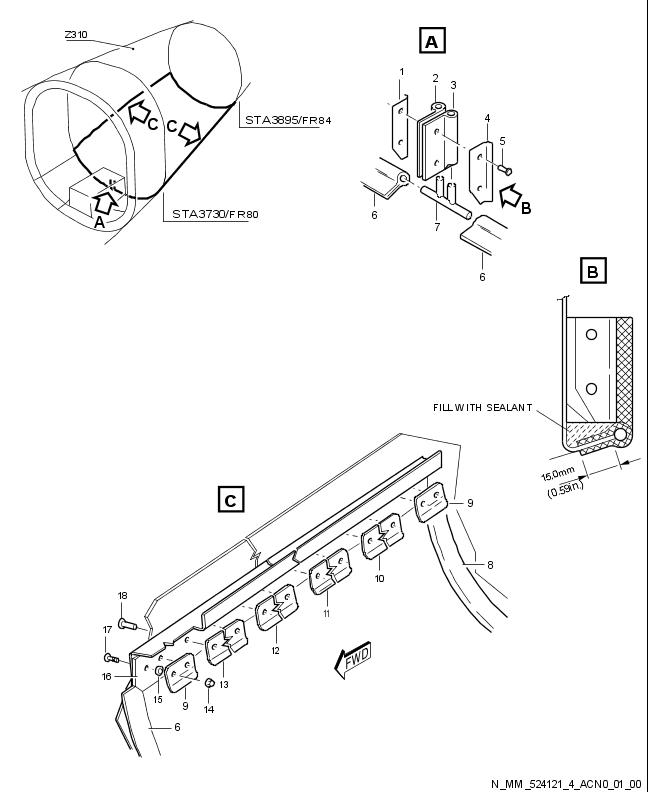 Z310
A
C
C
A
STA3895/FR84
STA3730/FR80
1
2
3
4
5
6
7
B
6
B
FILL WITH SEALANT
15.0mm
(0.59in.)
C
9
8
10
11
12
13
18
17
16
15
9
14
6
FWD
N_MM_524121_4_ACN0_01_00